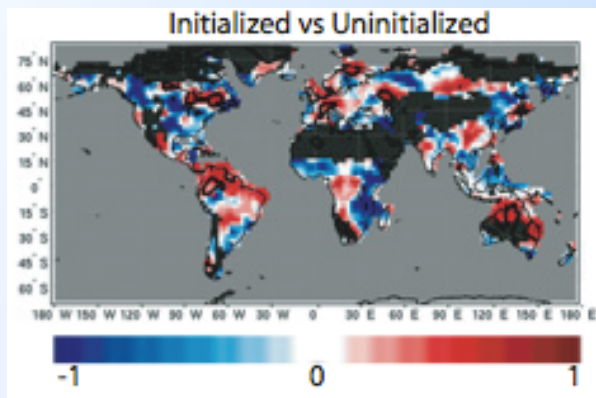 Initialized vs Uninitialized
75° N
60° N
45° N
30° N
15° N
0°
15° S
30° S
45° S
60° S
180 W 150 W 120 W 90 W 60 W 30 W 0 30 E 60 E 90 E 120 E 150 E 180 E
-1 0 1